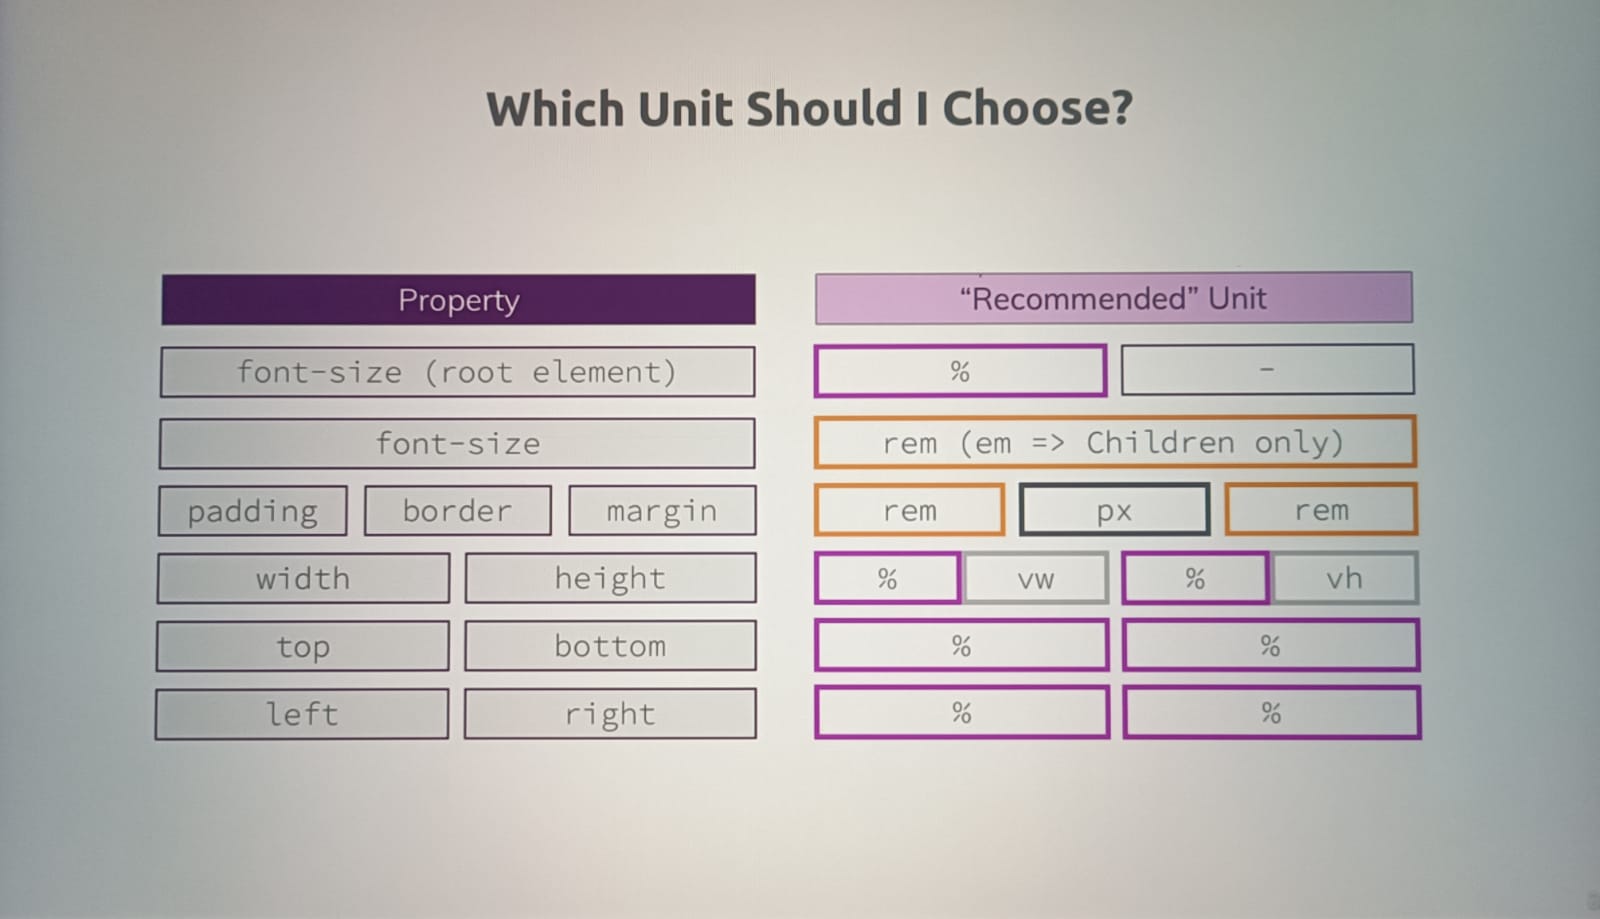 Which Unit Should I Choose?
Property
"Recommended" Unit
font-size (root element)
%
–
font-size
rem (em => Children only)
padding
border
margin
rem
px
rem
width
height
%
vw
%
vh
top
bottom
%
%
left
right
%
%